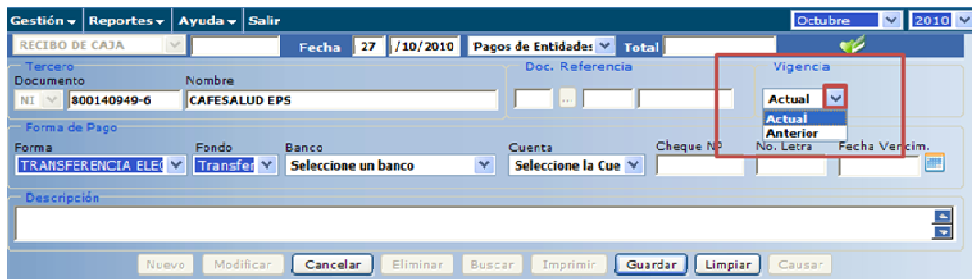 Gestión Reportes Ayuda Salir Octubre 2010
RECIBO DE CAJA Fecha 27 /10/2010 Pagos de Entidades Total
Tercero Doc. Referencia Vigencia
Documento Nombre
NI 800140949-6 CAFESALUD EPS ... Actual
Actual
Anterior
Forma de Pago
Forma Fondo Banco Cuenta Cheque Nº No. Letra Fecha Vencim.
TRANSFERENCIA ELEC Transfer Seleccione un banco Seleccione la Cue
Descripción
Nuevo Modificar Cancelar Eliminar Buscar Imprimir Guardar Limpiar Causar